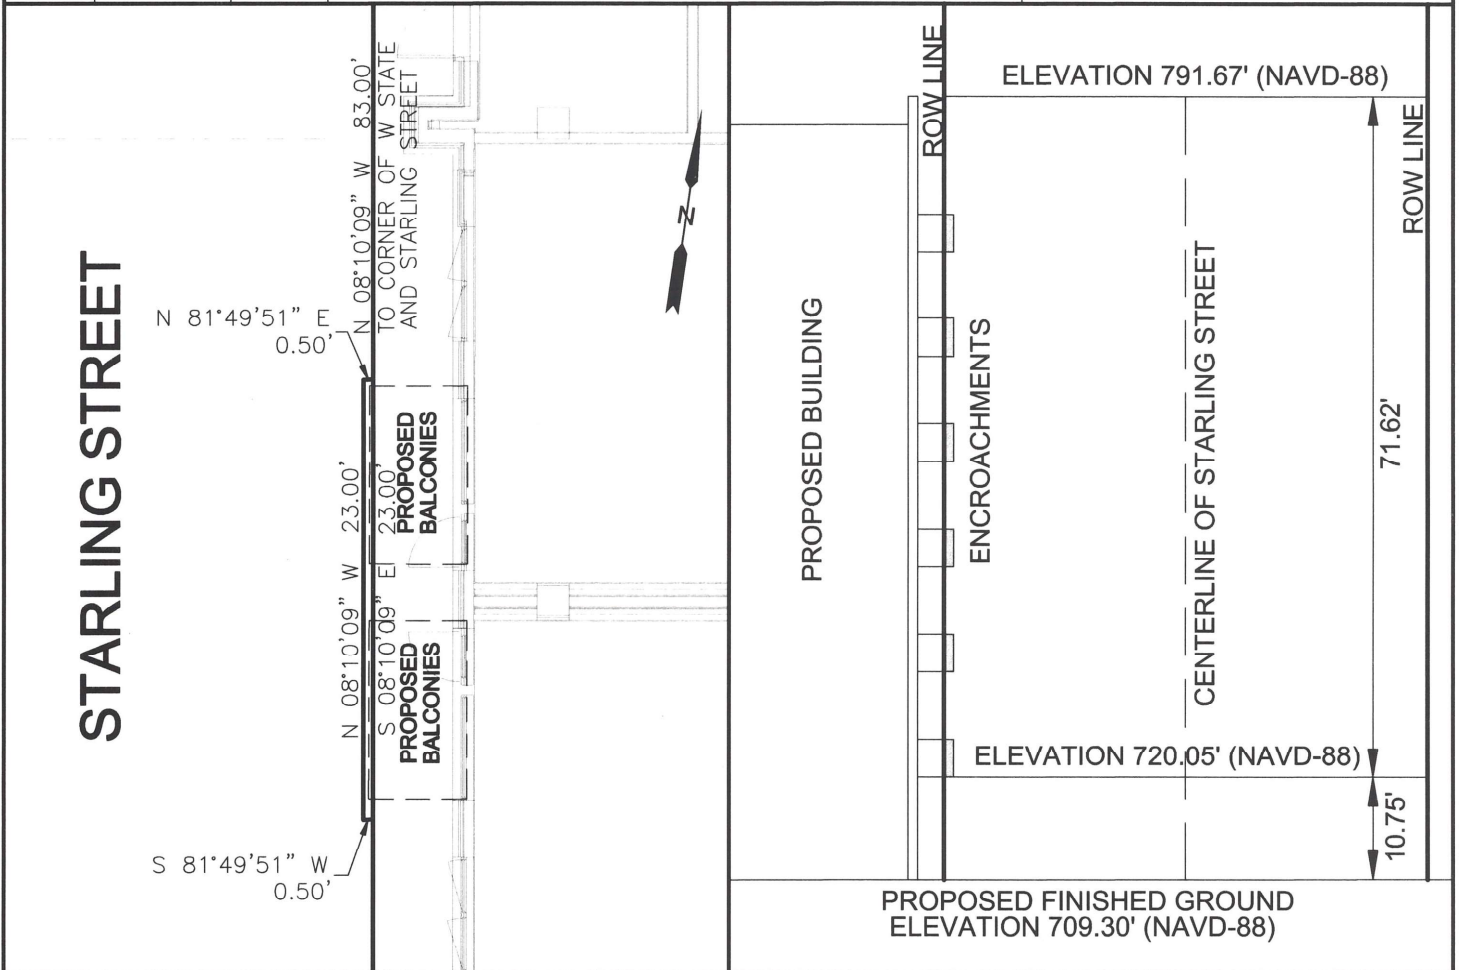 STARLING STREET
N 81°49'51" E
0.50'
N 08°10'09" W 83.00'
TO CORNER OF W STATE
AND STARLING STREET
N 08°10'09" W 23.00'
S 08°10'09" E 23.00'
PROPOSED
BALCONIES
PROPOSED
BALCONIES
S 81°49'51" W
0.50'
N
PROPOSED BUILDING
ROW LINE
ENCROACHMENTS
ELEVATION 791.67' (NAVD-88)
CENTERLINE OF STARLING STREET
ROW LINE
71.62'
ELEVATION 720.05' (NAVD-88)
10.75'
PROPOSED FINISHED GROUND
ELEVATION 709.30' (NAVD-88)